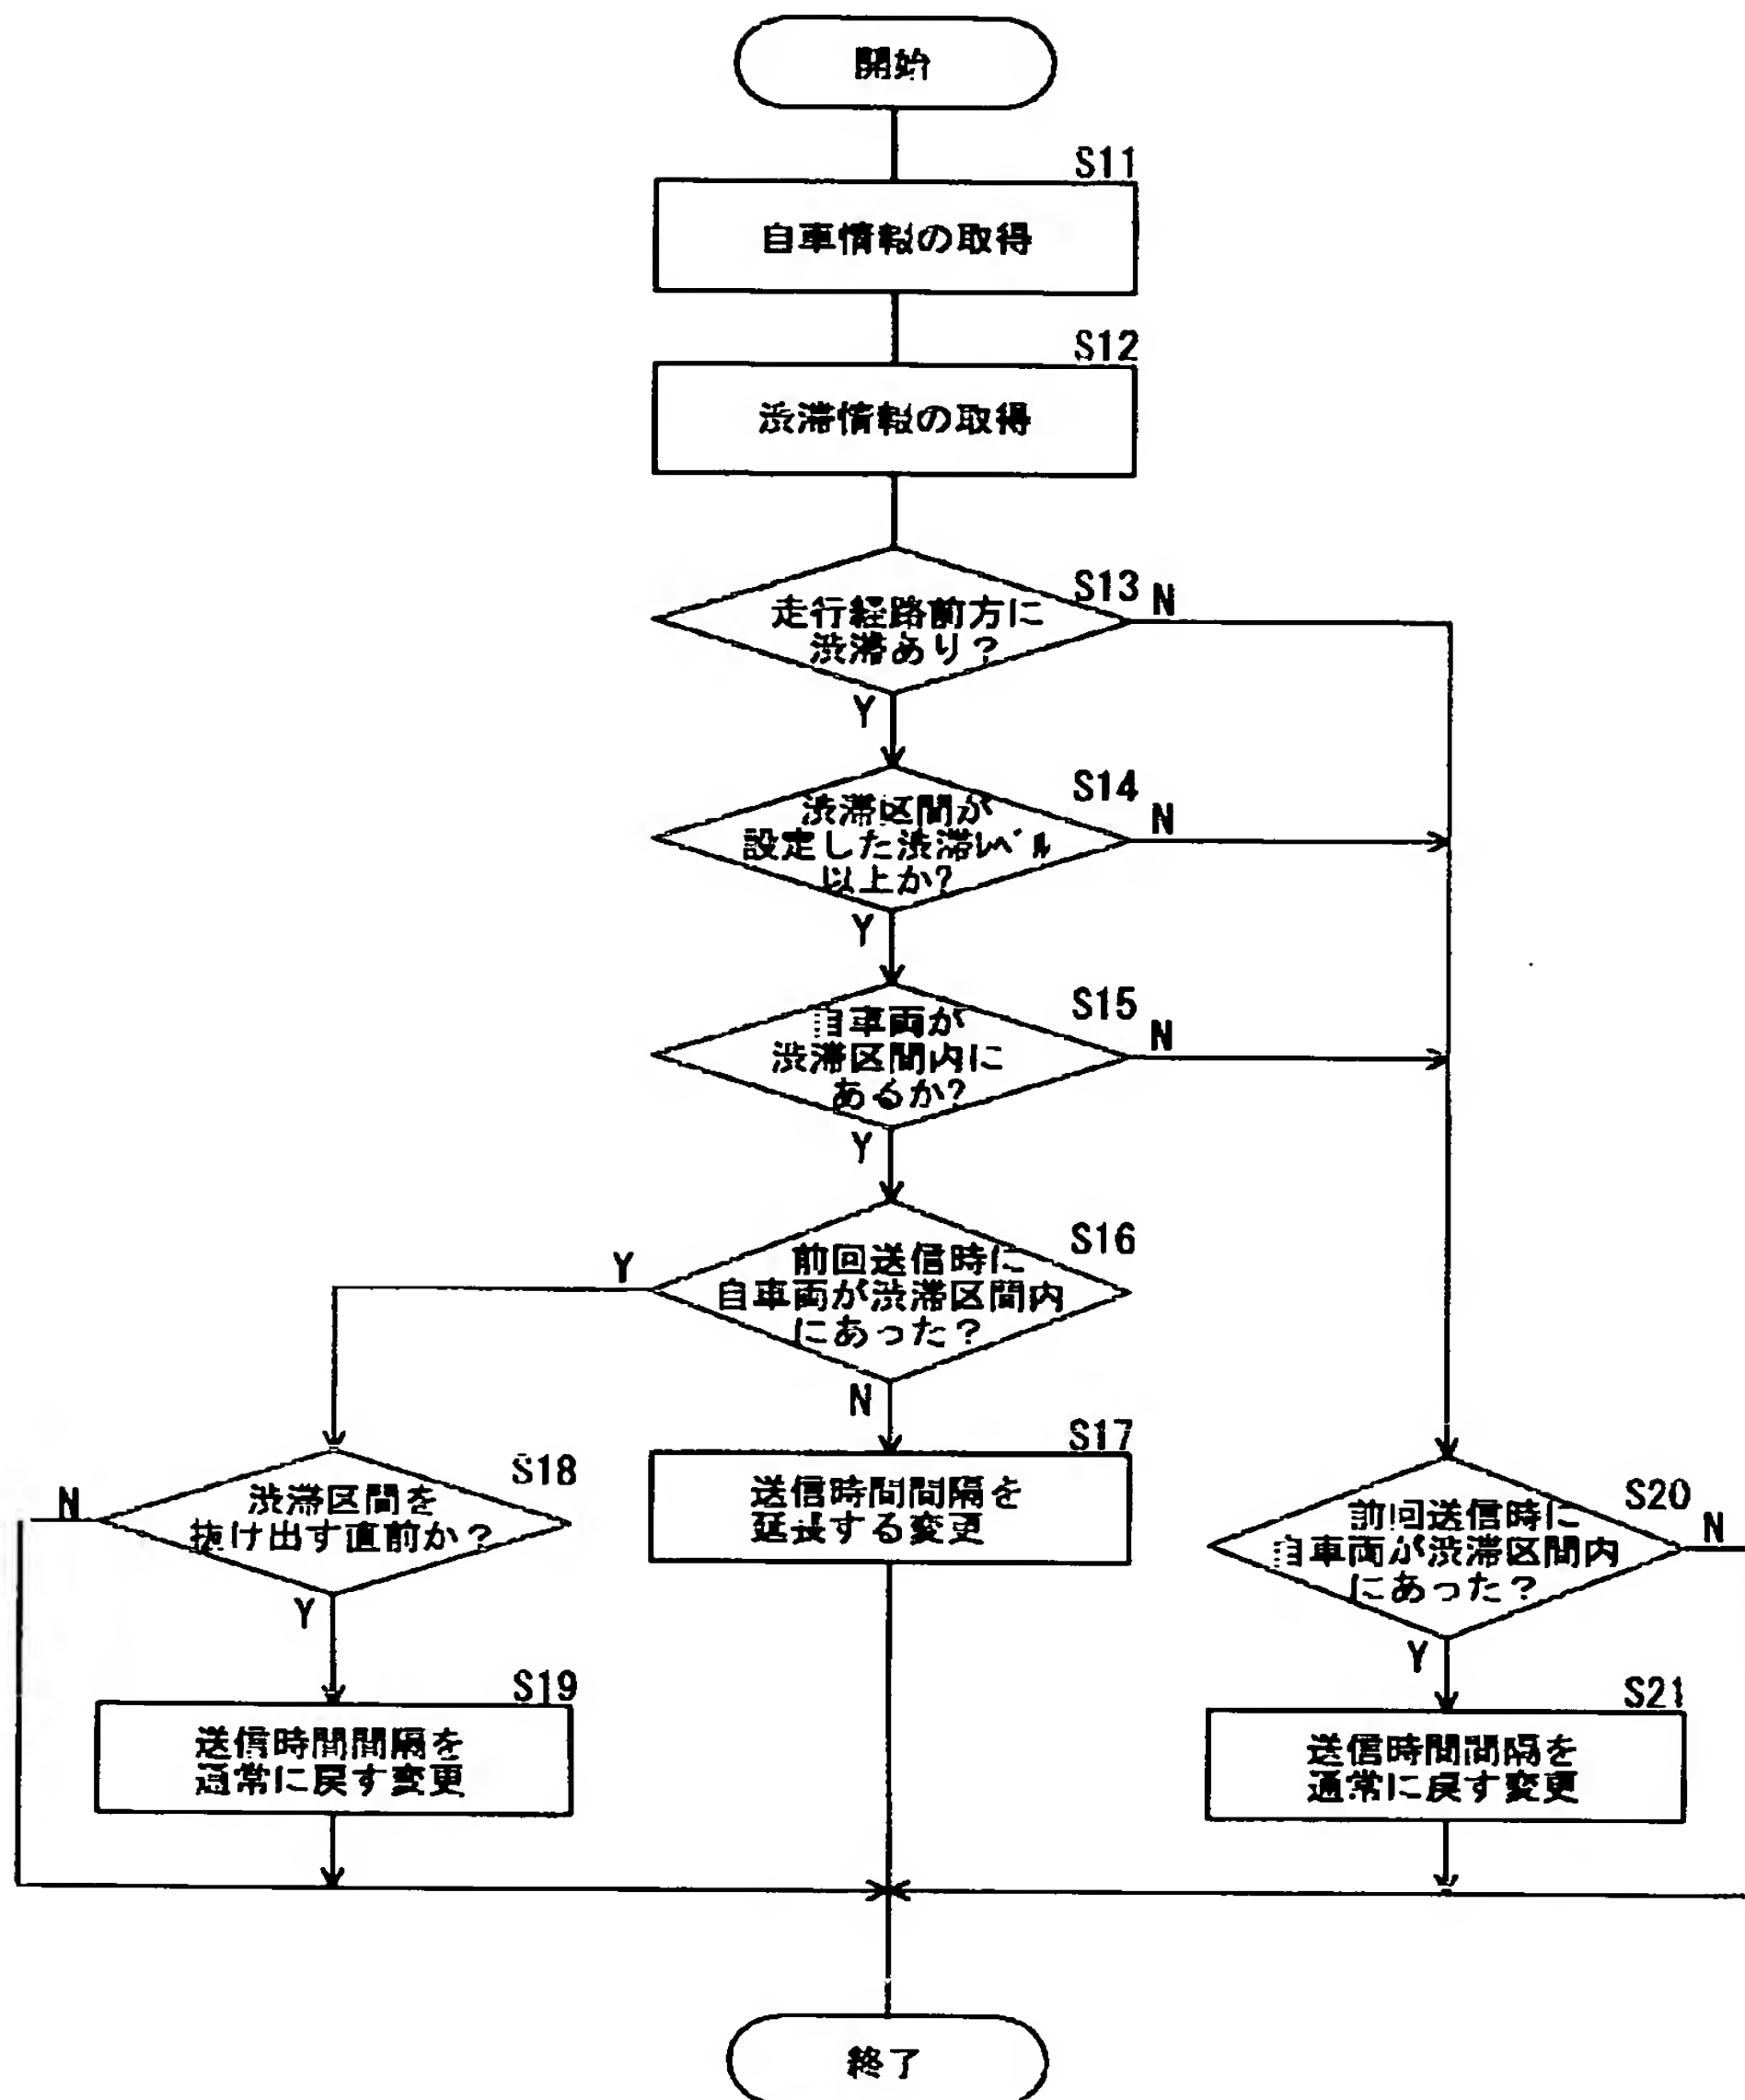 開始
S11
自車情報の取得
S12
渋滞情報の取得
S13
N
走行経路前方に
渋滞あり?
Y
S14
N
渋滞区間が
設定した渋滞ﾚﾍﾞﾙ
以上か?
Y
S15
N
自車両が
渋滞区間内に
あるか?
Y
S16
前回送信時に
自車両が渋滞区間内
にあった?
Y
N
S17
送信時間間隔を
延長する変更
S18
N
渋滞区間を
抜け出す直前か?
Y
S19
送信時間間隔を
通常に戻す変更
S20
N
前回送信時に
自車両が渋滞区間内
にあった?
Y
S21
送信時間間隔を
通常に戻す変更
終了